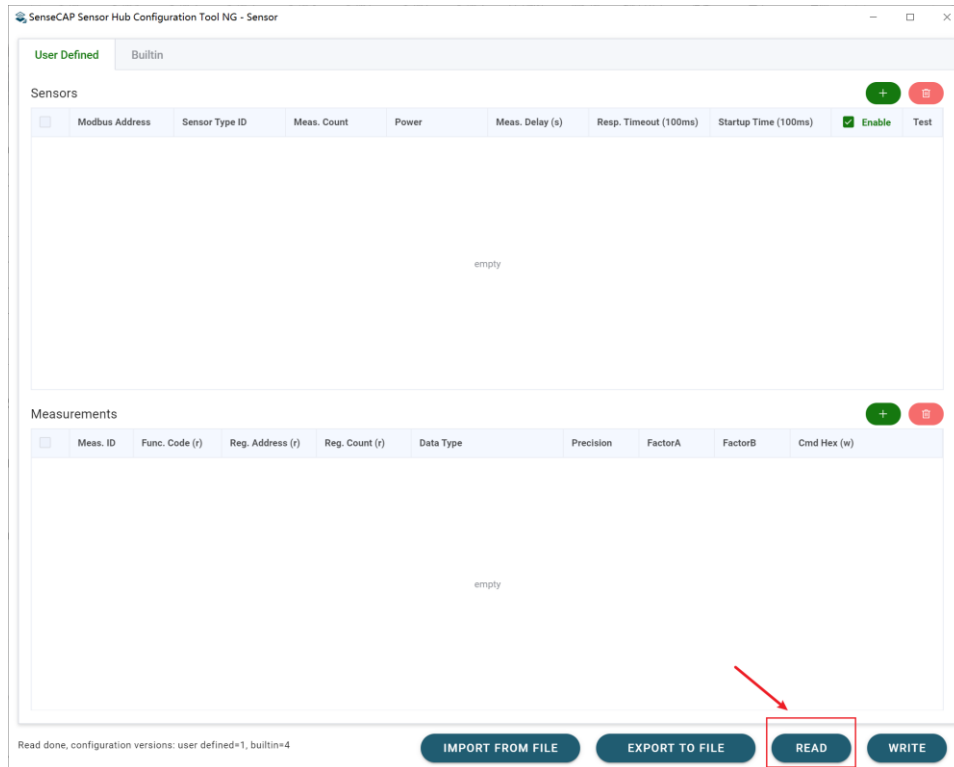 SenseCAP Sensor Hub Configuration Tool NG - Sensor
User Defined Builtin
Sensors
Modbus Address Sensor Type ID Meas. Count Power Meas. Delay (s) Resp. Timeout (100ms) Startup Time (100ms) Enable Test
empty
Measurements
Meas. ID Func. Code (r) Reg. Address (r) Reg. Count (r) Data Type Precision FactorA FactorB Cmd Hex (w)
empty
Read done, configuration versions: user defined=1, builtin=4 IMPORT FROM FILE EXPORT TO FILE READ WRITE